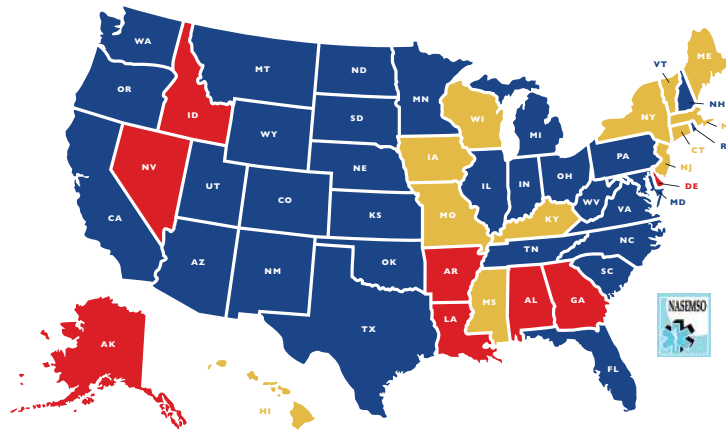 WA
OR
CA
ID
NV
MT
WY
UT
AZ
CO
NM
ND
SD
NE
KS
OK
TX
MN
IA
MO
AR
LA
WI
IL
MI
IN
OH
KY
TN
MS
AL
GA
FL
SC
NC
VA
WV
PA
NY
VT
ME
NH
M
R
CT
NJ
DE
MD
AK
HI
NASEMSO